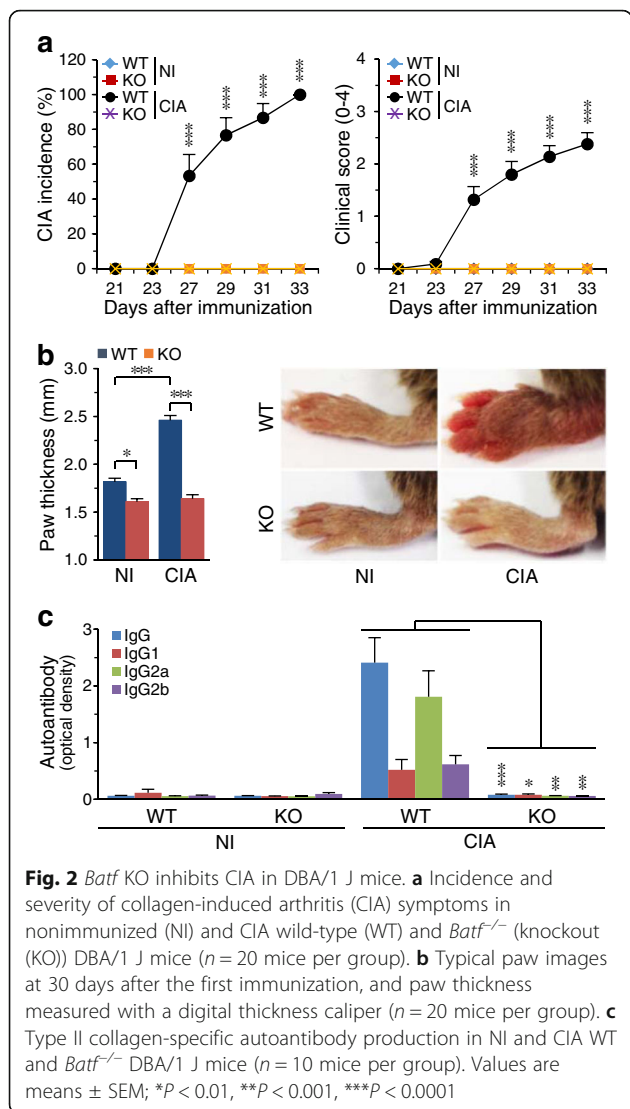 a
WT
KO
NI
WT
KO
CIA
CIA incidence (%)
120
100
80
60
40
20
0
***
***
***
***
21 23 27 29 31 33
Days after immunization
WT
KO
NI
WT
KO
CIA
Clinical score (0-4)
4
3
2
1
0
***
***
***
***
21 23 27 29 31 33
Days after immunization
b
WT KO
Paw thickness (mm)
3.0
2.5
2.0
1.5
1.0
***
***
*
NI CIA
WT
KO
NI CIA
c
IgG
IgG1
IgG2a
IgG2b
Autoantibody
(optical density)
3
2
1
0
*** * ** **
WT KO WT KO
NI CIA
Fig. 2 Batf KO inhibits CIA in DBA/1 J mice. a Incidence and
severity of collagen-induced arthritis (CIA) symptoms in
nonimmunized (NI) and CIA wild-type (WT) and Batf−/− (knockout
(KO)) DBA/1 J mice (n = 20 mice per group). b Typical paw images
at 30 days after the first immunization, and paw thickness
measured with a digital thickness caliper (n = 20 mice per group). c
Type II collagen-specific autoantibody production in NI and CIA WT
and Batf−/− DBA/1 J mice (n = 10 mice per group). Values are
means ± SEM; *P < 0.01, **P < 0.001, ***P < 0.0001